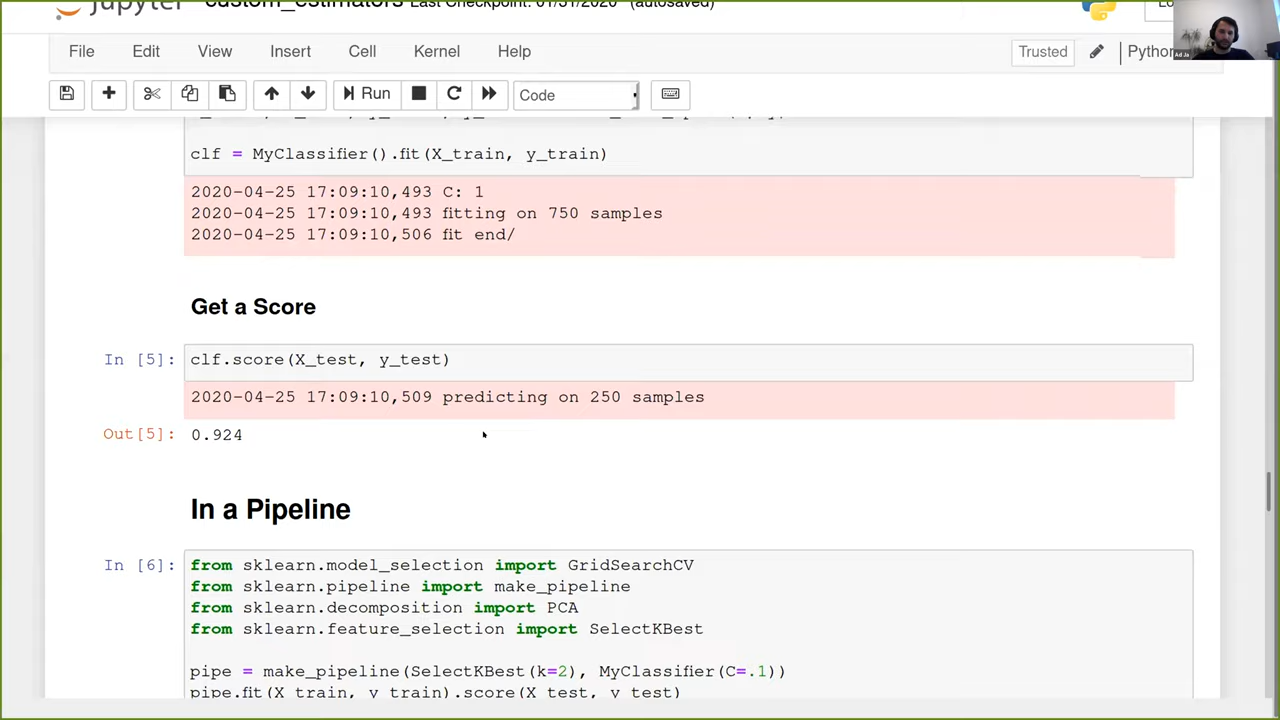 jupyter custom_estimators Last Checkpoint: 01/31/2020 (autosaved)
File Edit View Insert Cell Kernel Help Trusted Python
Run Code
Ad Ja
clf = MyClassifier().fit(X_train, y_train)
2020-04-25 17:09:10,493 C: 1
2020-04-25 17:09:10,493 fitting on 750 samples
2020-04-25 17:09:10,506 fit end/
Get a Score
In [5]: clf.score(X_test, y_test)
2020-04-25 17:09:10,509 predicting on 250 samples
Out[5]: 0.924
In a Pipeline
In [6]: from sklearn.model_selection import GridSearchCV
from sklearn.pipeline import make_pipeline
from sklearn.decomposition import PCA
from sklearn.feature_selection import SelectKBest
pipe = make_pipeline(SelectKBest(k=2), MyClassifier(C=.1))
pipe.fit(X_train, y_train).score(X_test, y_test)